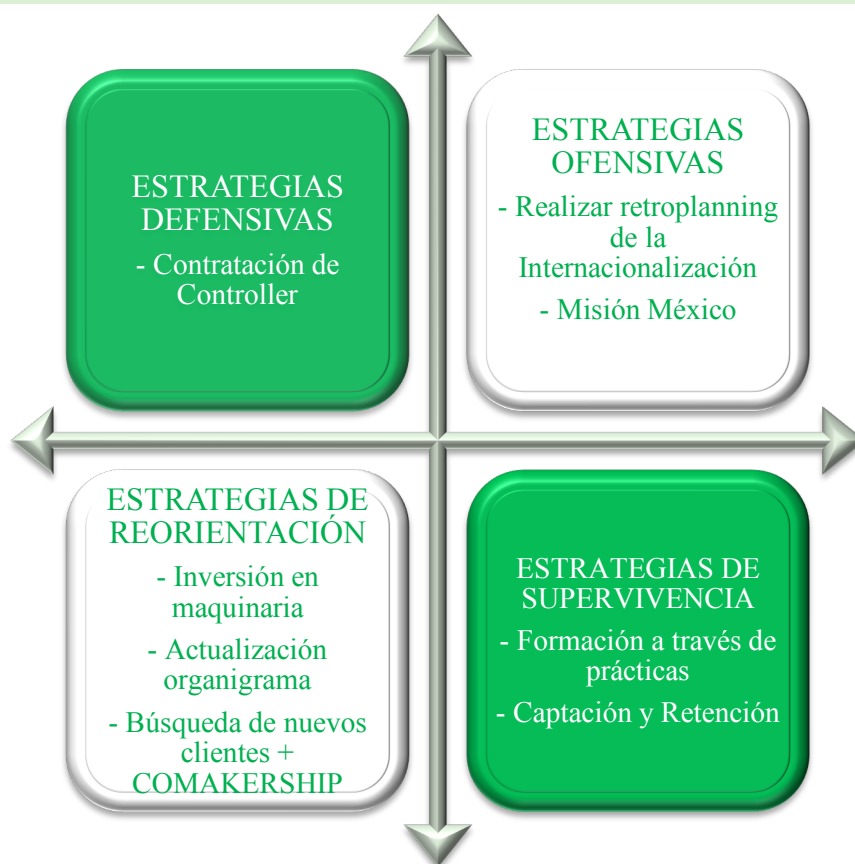 ESTRATEGIAS
DEFENSIVAS
- Contratación de
Controller
ESTRATEGIAS
OFENSIVAS
- Realizar retroplanning
de la
Internacionalización
- Misión México
ESTRATEGIAS DE
REORIENTACIÓN
- Inversión en
maquinaria
- Actualización
organigrama
- Búsqueda de nuevos
clientes +
COMAKERSHIP
ESTRATEGIAS DE
SUPERVIVENCIA
- Formación a través de
prácticas
- Captación y Retención